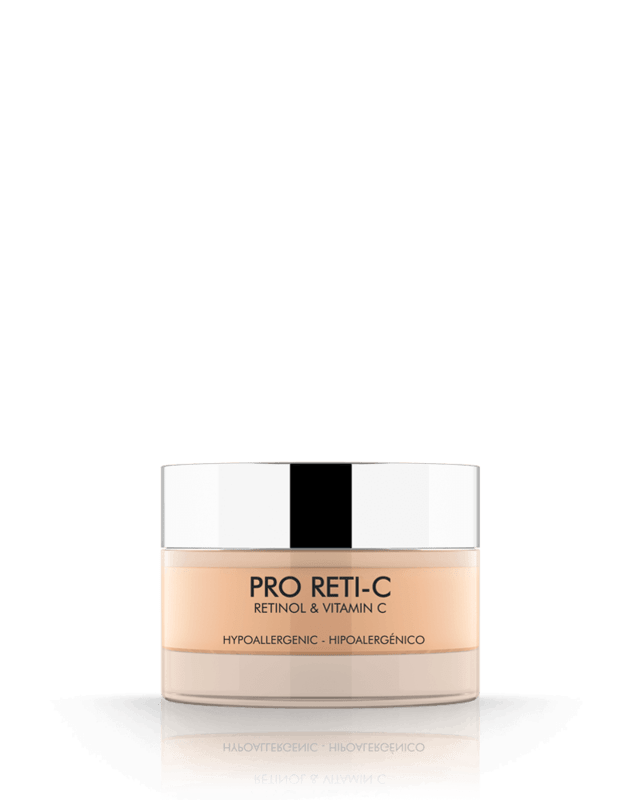 PRO RETI-C
RETINOL & VITAMIN C
HYPOALLERGENIC - HIPOALERGÉNICO